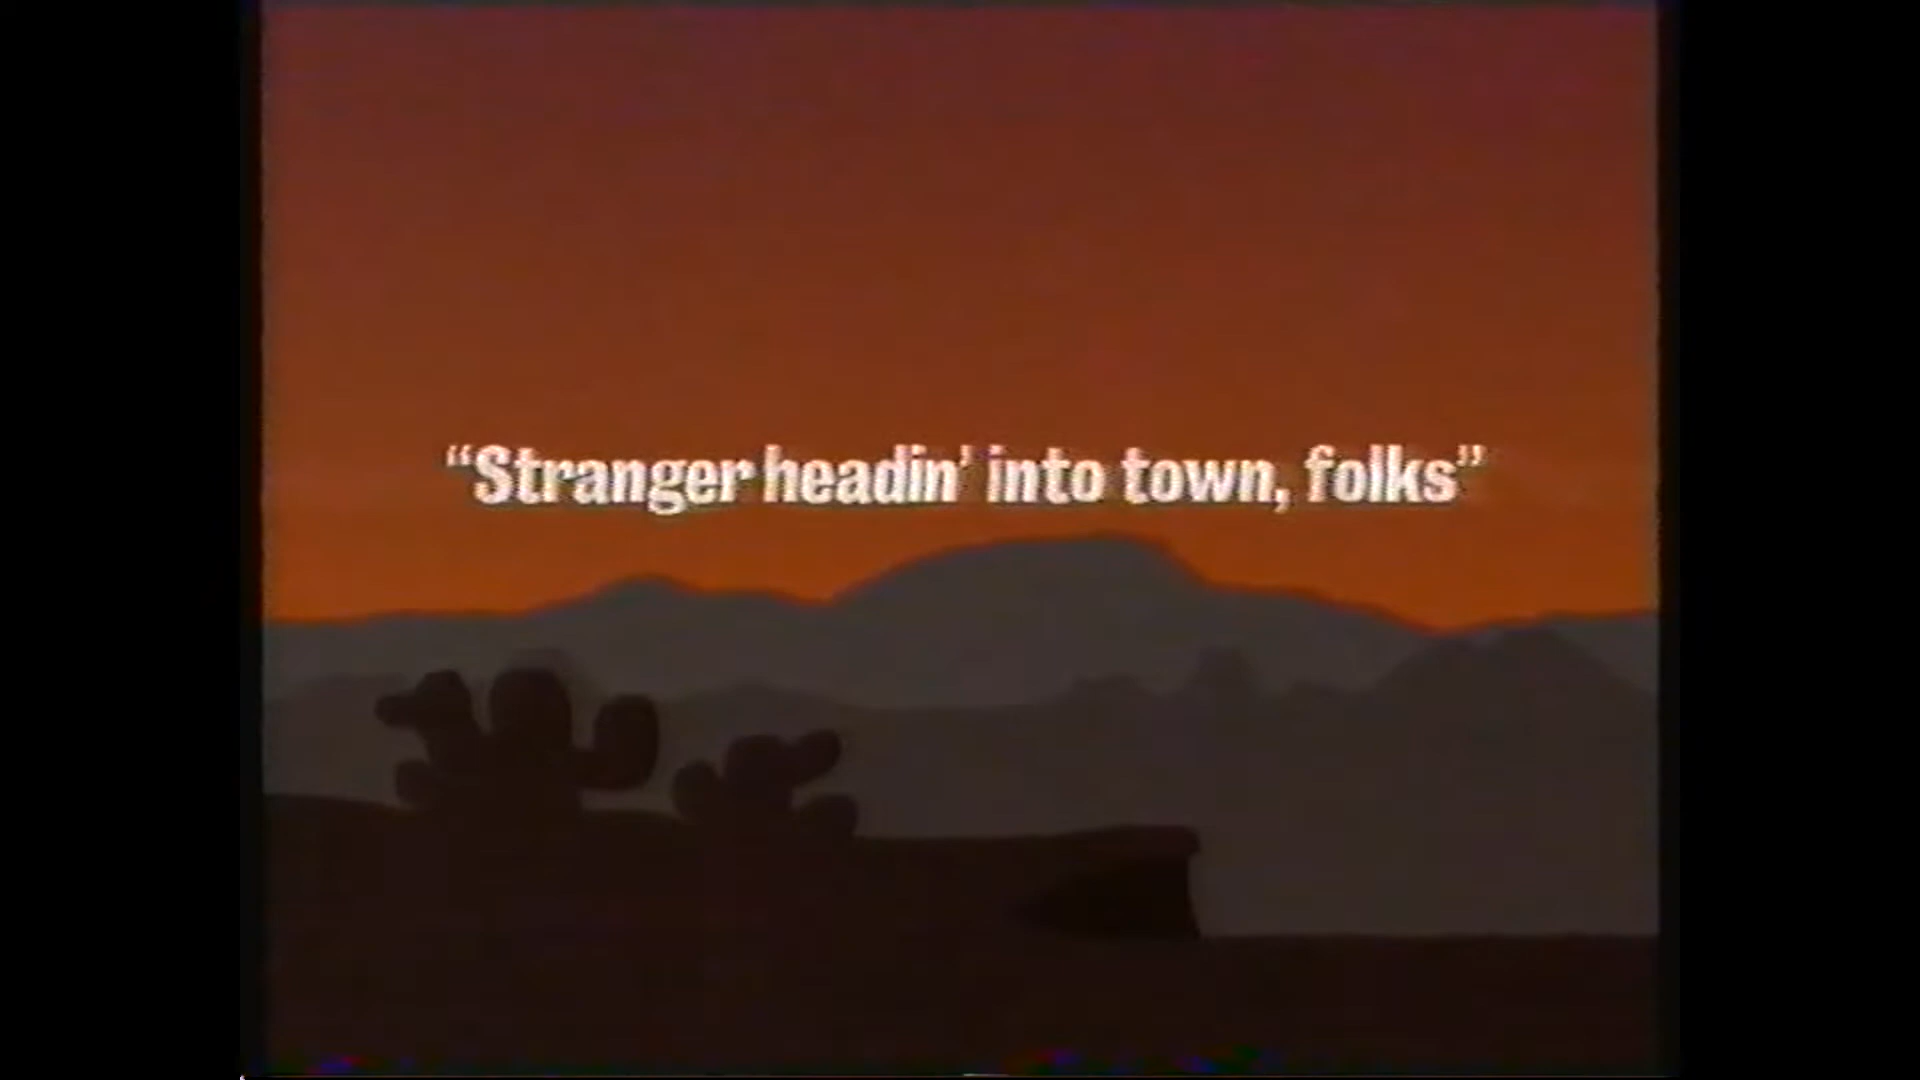 “Stranger headin’ into town, folks”